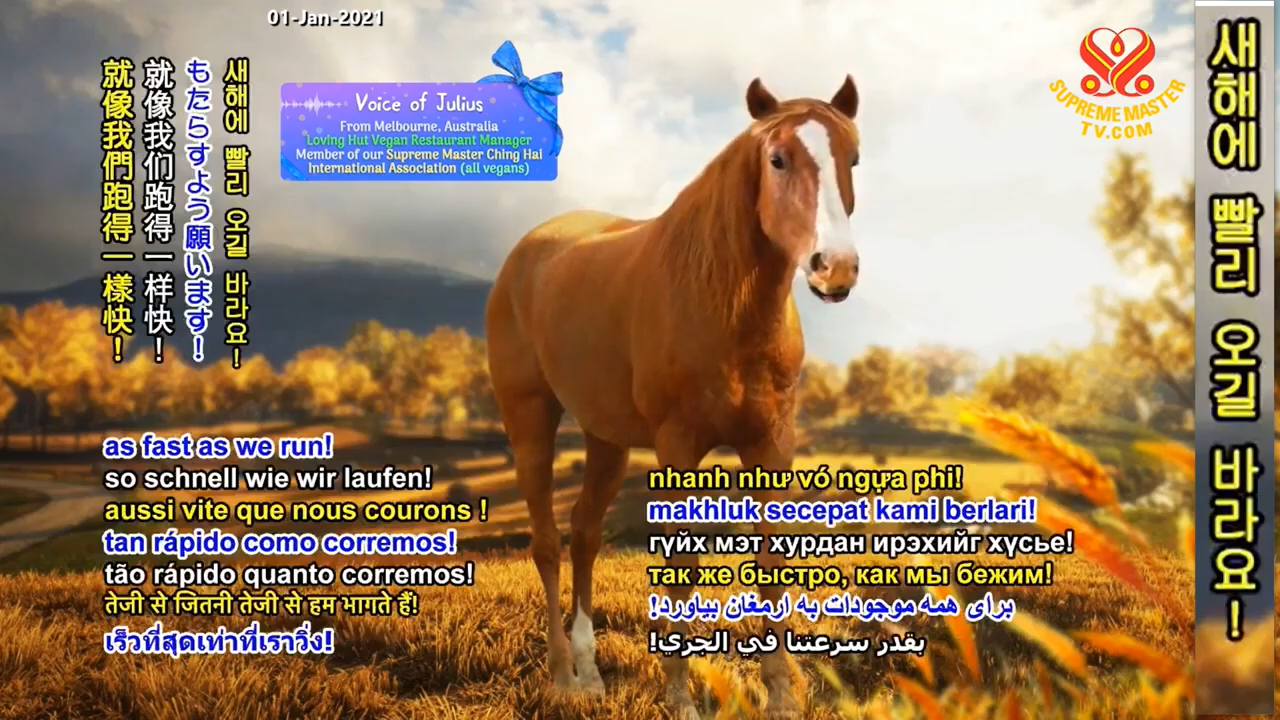 01-Jan-2021
Voice of Julius
From Melbourne, Australia
Loving Hut Vegan Restaurant Manager
Member of our Supreme Master Ching Hai
International Association (all vegans)
SUPREME MASTER
TV.COM
새해에 빨리 오길 바라요!
새해에 빨리 오길 바라요!
もたらすよう願います!
就像我们跑得一样快!
就像我們跑得一樣快!
as fast as we run!
so schnell wie wir laufen!
aussi vite que nous courons !
tan rápido como corremos!
tão rápido quanto corremos!
तेजी से जितनी तेजी से हम भागते हैं!
เร็วที่สุดเท่าที่เราวิ่ง!
nhanh như vó ngựa phi!
makhluk secepat kami berlari!
гүйх мэт хурдан ирэхийг хүсье!
так же быстро, как мы бежим!
برای همه موجودات به ارمغان بیاورد!
بقدر سرعتنا في الجري!